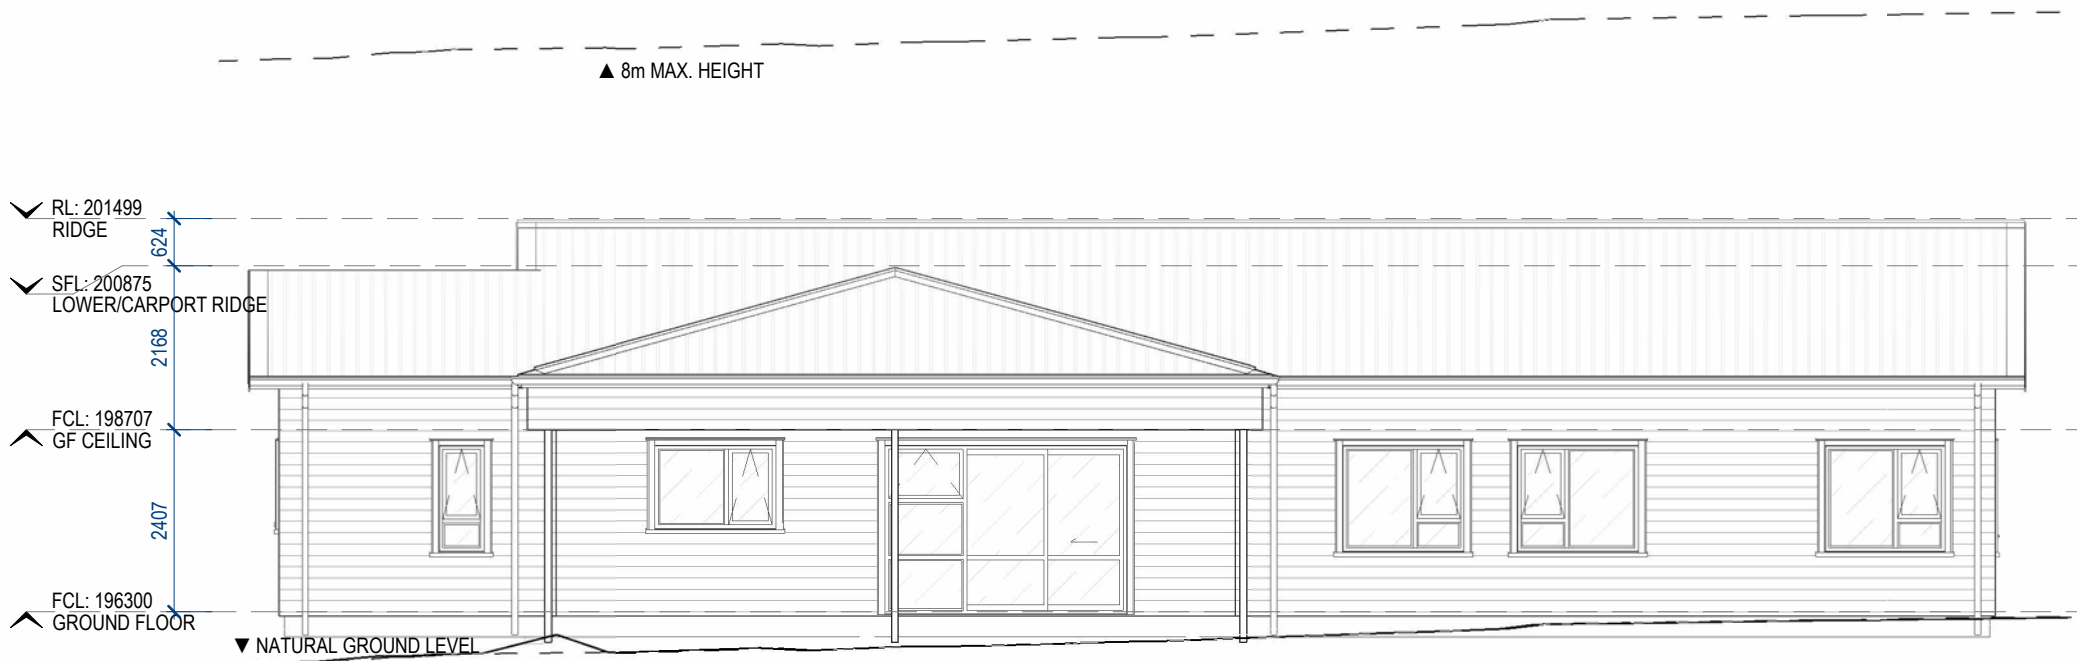 ▲ 8m MAX. HEIGHT
RL: 201499
RIDGE
624
SFL: 200875
LOWER/CARPORT RIDGE
2168
FCL: 198707
GF CEILING
2407
FCL: 196300
GROUND FLOOR
▼ NATURAL GROUND LEVEL